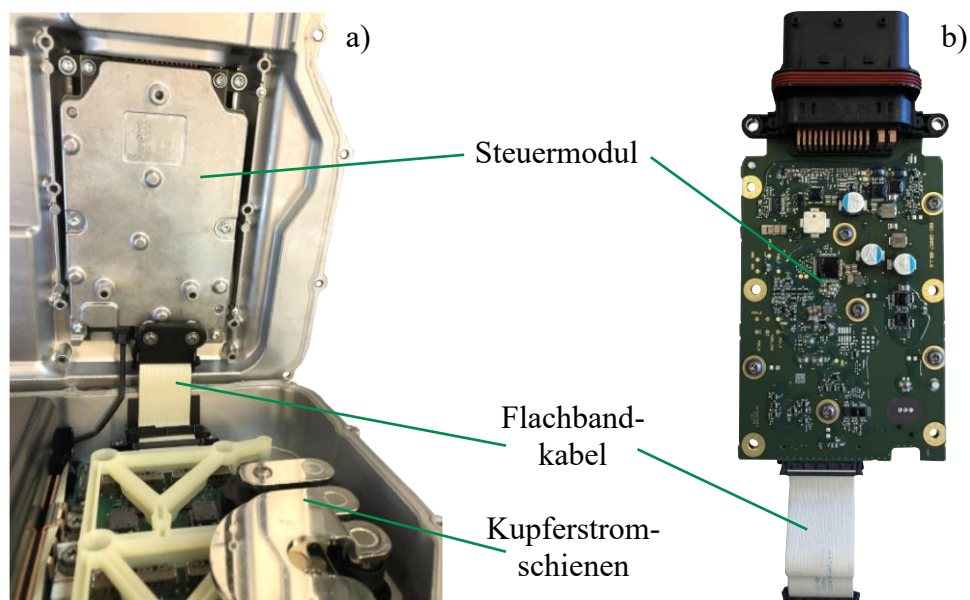 a)
b)
Steuermodul
Flachband-
kabel
Kupferstrom-
schienen